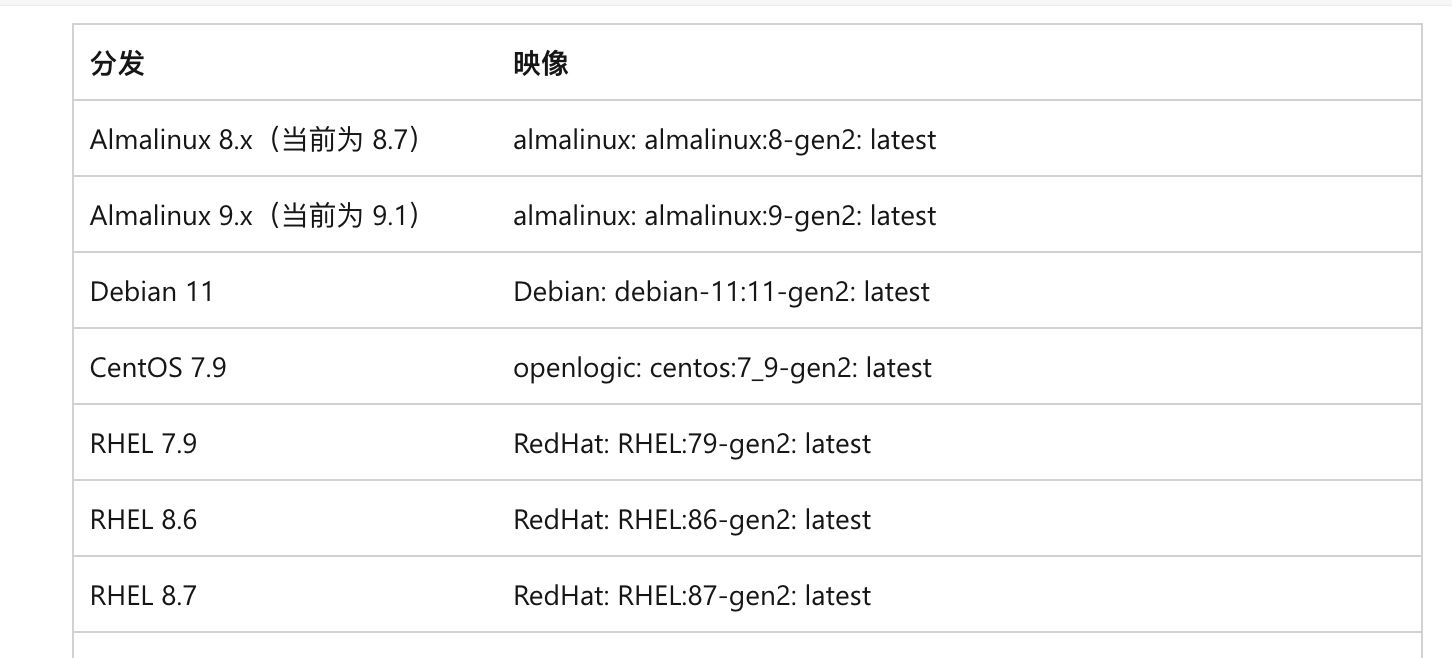 分发 映像
Almalinux 8.x（当前为 8.7） almalinux: almalinux:8-gen2: latest
Almalinux 9.x（当前为 9.1） almalinux: almalinux:9-gen2: latest
Debian 11 Debian: debian-11:11-gen2: latest
CentOS 7.9 openlogic: centos:7_9-gen2: latest
RHEL 7.9 RedHat: RHEL:79-gen2: latest
RHEL 8.6 RedHat: RHEL:86-gen2: latest
RHEL 8.7 RedHat: RHEL:87-gen2: latest